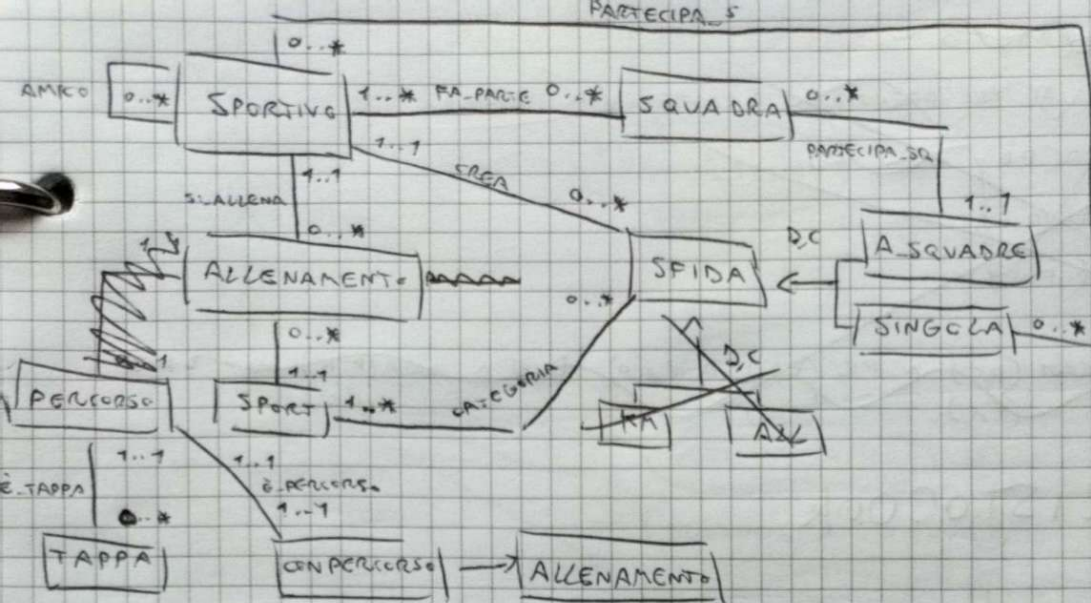 PARTECIPA_S
0..*
AMICO 0..* SPORTIVO 1..* FA_PARTE 0..* SQUADRA 0..*
1..1 CREA 0..*
PARTECIPA_SQ
1..1
SI_ALLENA 1..1
0..*
ALLENAMENTO
SFIDA
D,C
A_SQUADRE
SINGOLA 0..*
0..*
0..*
1..1
1
1
PERCORSO
SPORT 1..* CATEGORIA
D,C
1..1
È_TAPPA
0..*
1..1
È_PERCORSO
1..1
TAPPA
CONPERCORSO
ALLENAMENTO